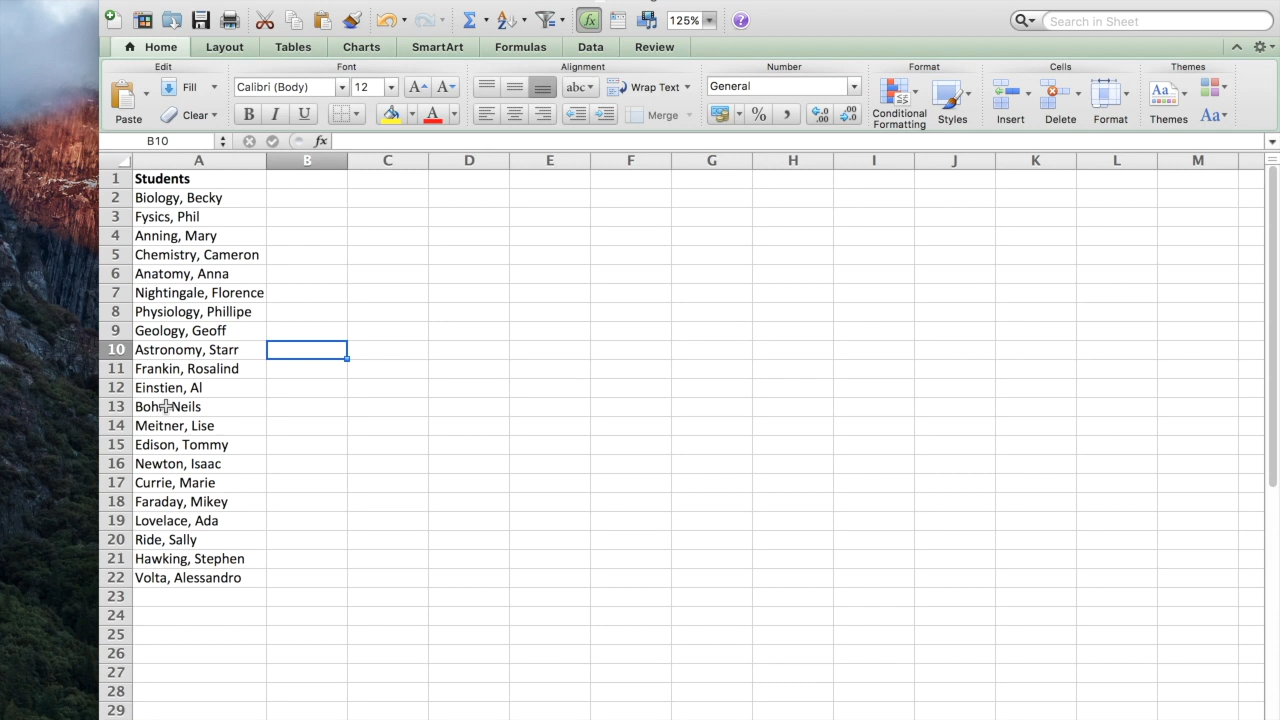 125%
Search in Sheet
Home Layout Tables Charts SmartArt Formulas Data Review
Edit Font Alignment Number Format Cells Themes
Fill Calibri (Body) 12 A A abc Wrap Text General
Paste Clear B I U A Merge % , Conditional Formatting Styles Insert Delete Format Themes Aa
B10 fx
A B C D E F G H I J K L M
1 Students
2 Biology, Becky
3 Fysics, Phil
4 Anning, Mary
5 Chemistry, Cameron
6 Anatomy, Anna
7 Nightingale, Florence
8 Physiology, Phillipe
9 Geology, Geoff
10 Astronomy, Starr
11 Frankin, Rosalind
12 Einstien, Al
13 Neils
14 Meitner, Lise
15 Edison, Tommy
16 Newton, Isaac
17 Currie, Marie
18 Faraday, Mikey
19 Lovelace, Ada
20 Ride, Sally
21 Hawking, Stephen
22 Volta, Alessandro
23
24
25
26
27
28
29